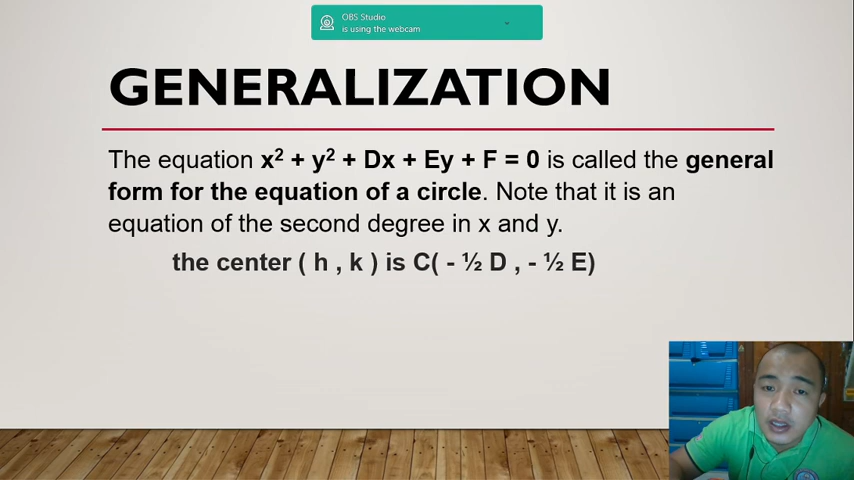 OBS Studio
is using the webcam
GENERALIZATION
The equation x² + y² + Dx + Ey + F = 0 is called the general
form for the equation of a circle. Note that it is an
equation of the second degree in x and y.
the center ( h , k ) is C( - ½ D , - ½ E)